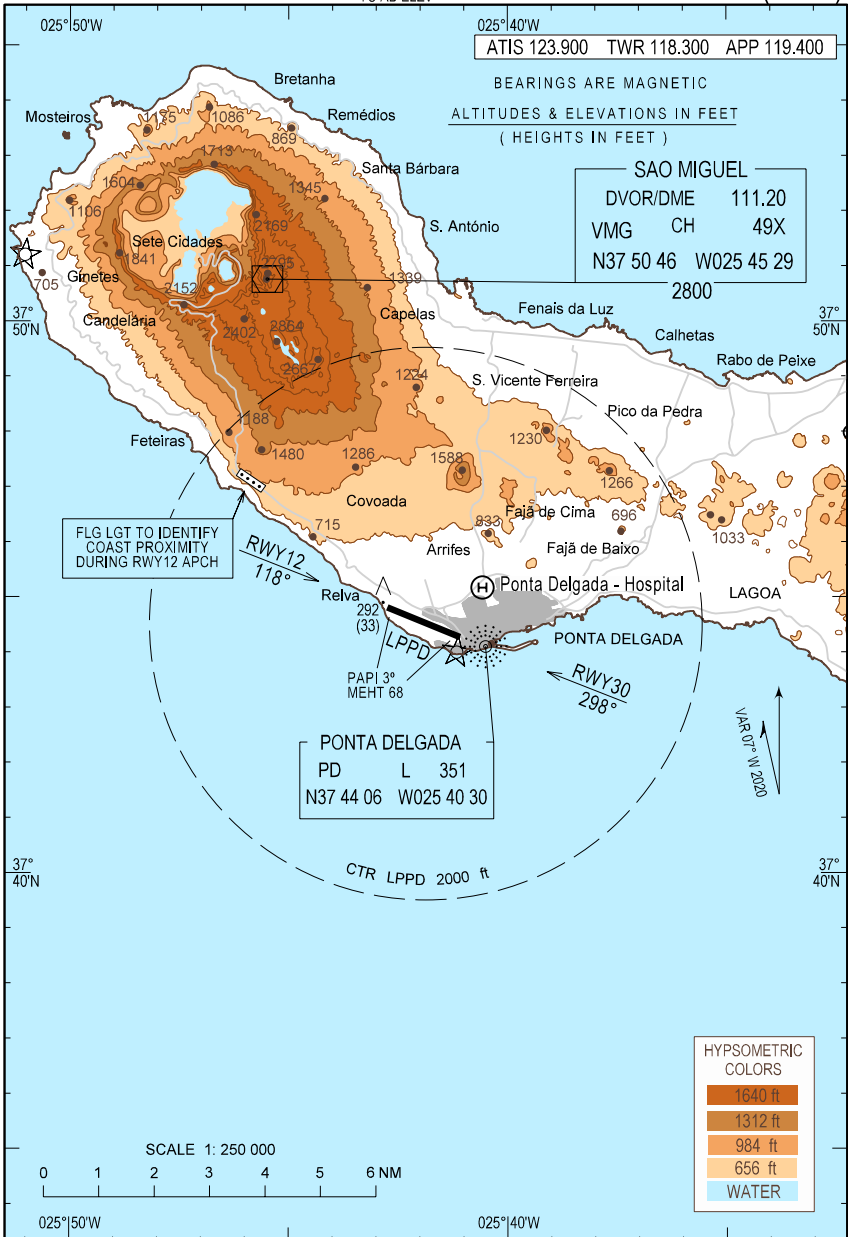 025° 50'W
025° 40'W
ATIS 123.900 TWR 118.300 APP 119.400
BEARINGS ARE MAGNETIC
ALTITUDES & ELEVATIONS IN FEET
( HEIGHTS IN FEET )
SAO MIGUEL
DVOR/DME 111.20
VMG CH 49X
N37 50 46 W025 45 29
2800
Bretanha
Mosteiros
1175
1086
Remédios
869
1713
Santa Bárbara
1604
1345
1106
2169
S. António
Sete Cidades
1841
705
Ginetes
2152
1339
37°
50'N
Candelária
Capelas
Fenais da Luz
37°
50'N
2402
2864
Calhetas
Rabo de Peixe
1224
S. Vicente Ferreira
Pico da Pedra
1188
Feteiras
1230
1480
1286
1588
1266
Covoada
FLG LGT TO IDENTIFY
COAST PROXIMITY
DURING RWY12 APCH
715
Fajã de Cima
696
1033
833
Arrifes
Fajã de Baixo
RWY12
118°
Ponta Delgada - Hospital
H
LAGOA
Relva
292
(33)
LPPD
PONTA DELGADA
PAPI 3°
MEHT 68
RWY30
298°
VAR 07° W 2020
PONTA DELGADA
PD L 351
N37 44 06 W025 40 30
CTR LPPD 2000 ft
37°
40'N
37°
40'N
HYPSOMETRIC
COLORS
1640 ft
1312 ft
984 ft
656 ft
WATER
SCALE 1: 250 000
0 1 2 3 4 5 6 NM
025° 50'W
025° 40'W